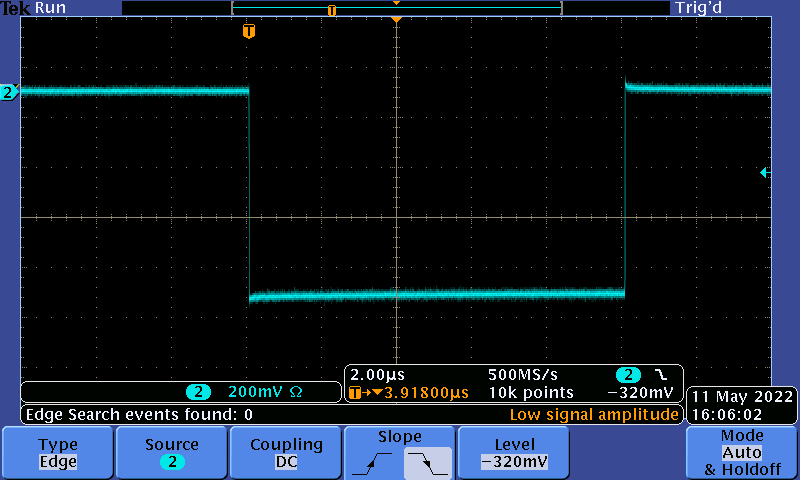 Tek Run Trig'd
T
T
2
2 200mV Ω
2.00µs 500MS/s 2
T→▼3.91800µs 10k points −320mV
Edge Search events found: 0 Low signal amplitude
11 May 2022
16:06:02
Type
Edge
Source
2
Coupling
DC
Slope
Level
−320mV
Mode
Auto
& Holdoff